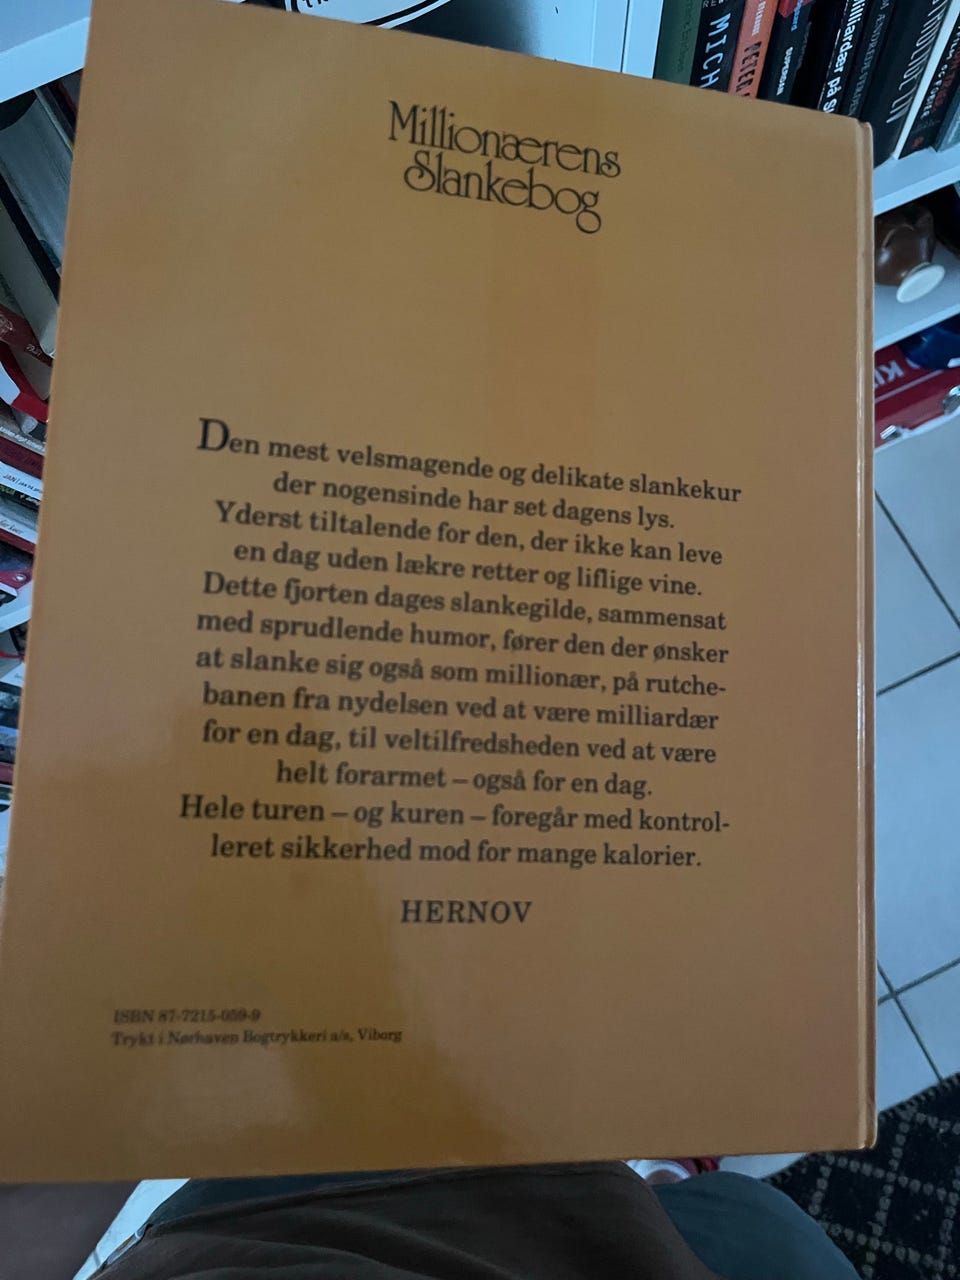 Millionærens
Slankebog
Den mest velsmagende og delikate slankekur
der nogensinde har set dagens lys.
Yderst tiltalende for den, der ikke kan leve
en dag uden lækre retter og liflige vine.
Dette fjorten dages slankegilde, sammensat
med sprudlende humor, fører den der ønsker
at slanke sig også som millionær, på rutche-
banen fra nydelsen ved at være milliardær
for en dag, til veltilfredsheden ved at være
helt forarmet – også for en dag.
Hele turen – og kuren – foregår med kontrol-
leret sikkerhed mod for mange kalorier.
HERNOV
ISBN 87-7215-059-9
Trykt i Nørhaven Bogtrykkeri a/s, Viborg
MICH